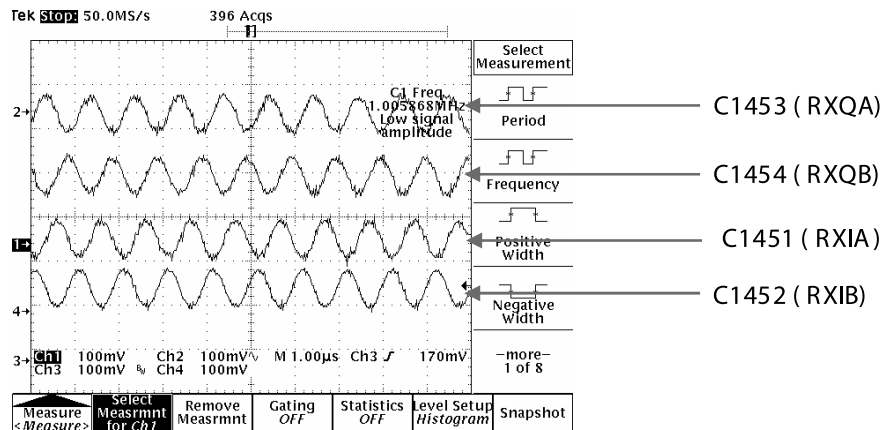 Tek Stop: 50.0MS/s 396 Acqs
Select
Measurement
C1 Freq
1.005868MHz
Low signal
amplitude
Period
Frequency
Positive
Width
Negative
Width
-more-
1 of 8
2
1
4
3
C1453 ( RXQA)
C1454 ( RXQB)
C1451 ( RXIA)
C1452 ( RXIB)
Ch1 100mV Ch2 100mV∿ M 1.00µs Ch3 ʃ 170mV
Ch3 100mV BW Ch4 100mV
Measure
<Measure>
Select
Measrmnt
for Ch1
Remove
Measrmnt
Gating
OFF
Statistics
OFF
Level Setup
Histogram
Snapshot